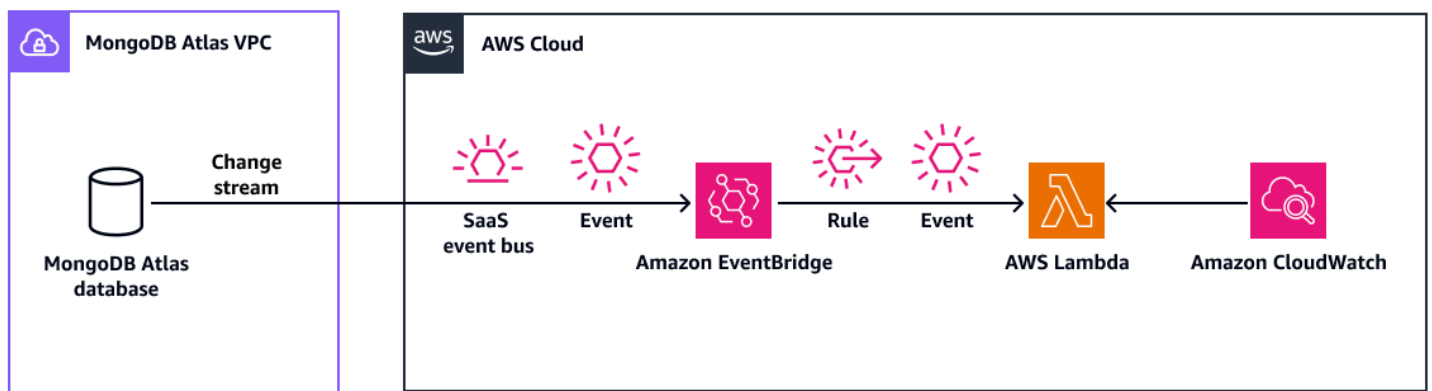 MongoDB Atlas VPC
aws
AWS Cloud
Change
stream
SaaS
event bus
Event
Rule
Event
MongoDB Atlas
database
Amazon EventBridge
AWS Lambda
Amazon CloudWatch